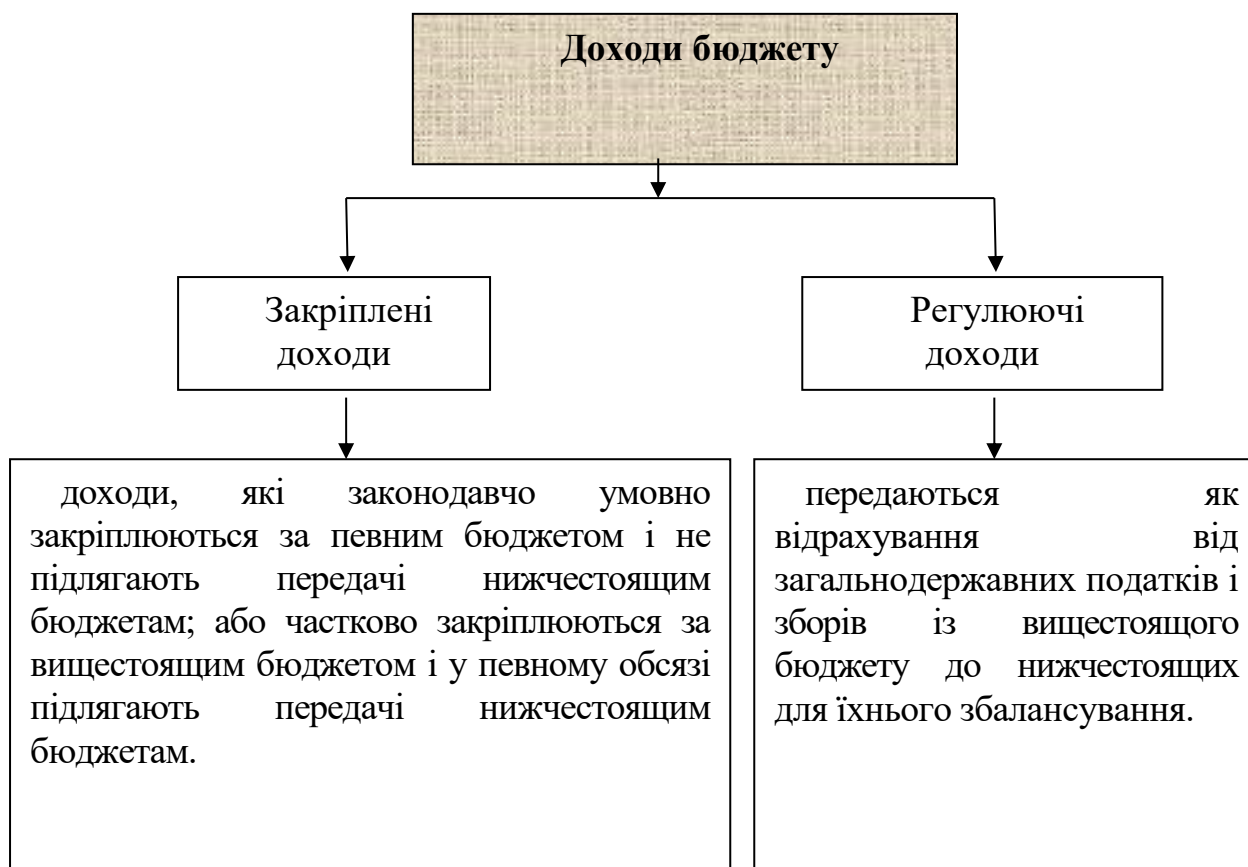 Доходи бюджету
Закріплені
доходи
Регулюючі
доходи
доходи, які законодавчо умовно
закріплюються за певним бюджетом і не
підлягають передачі нижчестоящим
бюджетам; або частково закріплюються за
вищестоящим бюджетом і у певному обсязі
підлягають передачі нижчестоящим
бюджетам.
передаються як
відрахування від
загальнодержавних податків і
зборів із вищестоящого
бюджету до нижчестоящих
для їхнього збалансування.